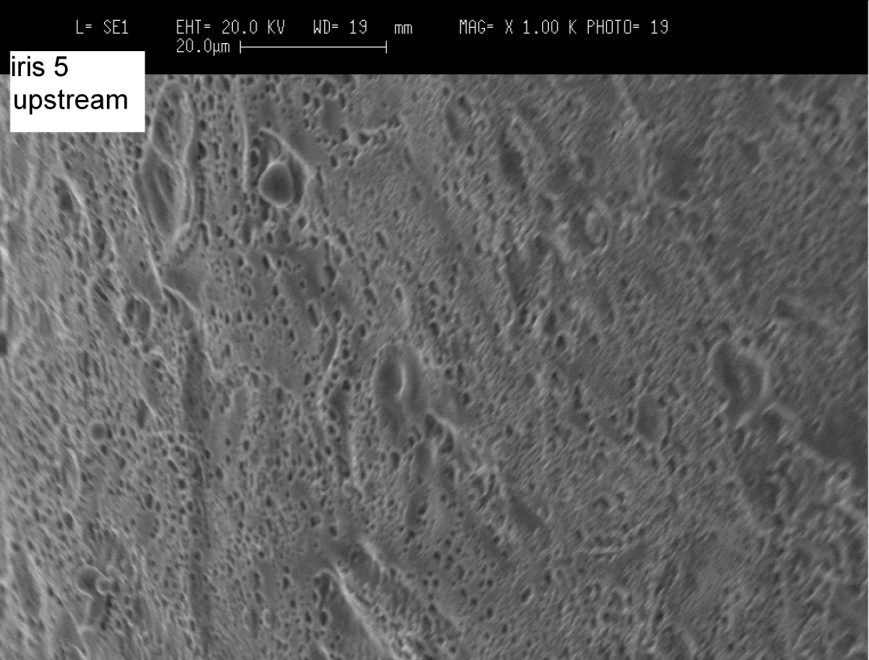 L= SE1 EHT= 20.0 KV WD= 19 mm MAG= X 1.00 K PHOTO= 19
20.0µm
iris 5
upstream